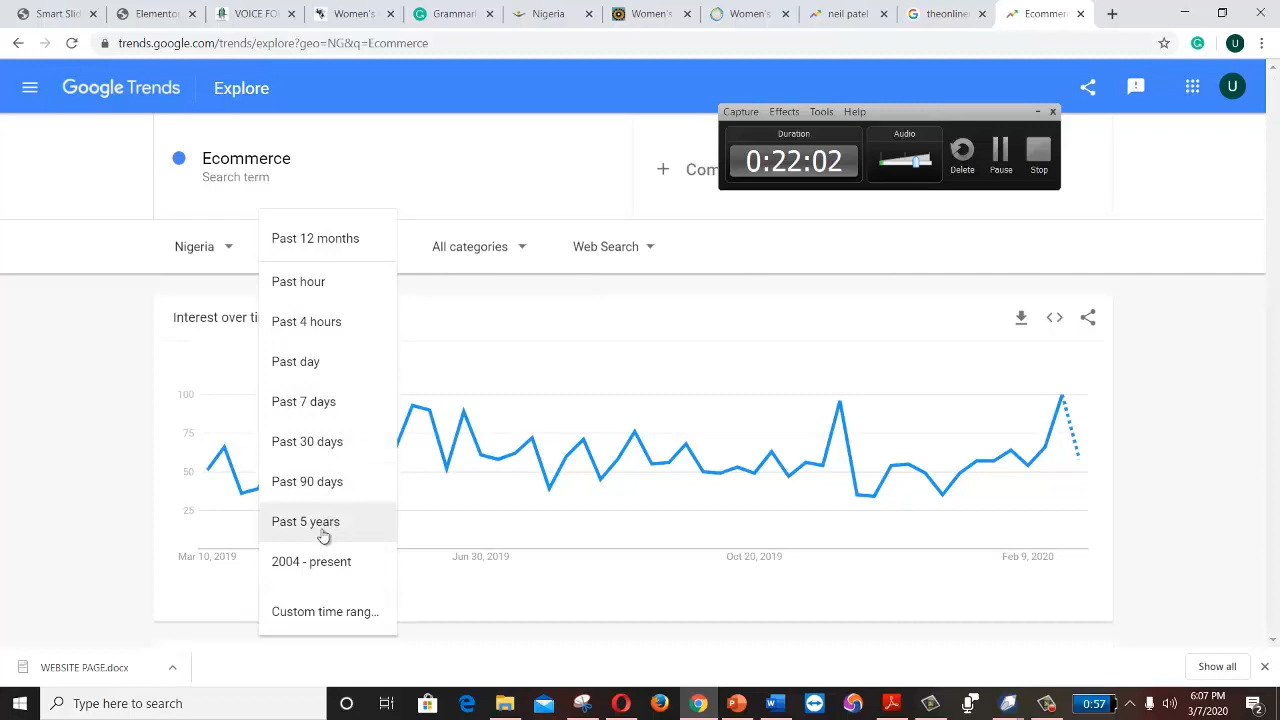 Smart Slid
Elementor
VOICE FO
Women's
Grammarl
Nigeria
Women's
Women's
neil patel
theonline
Ecomme
trends.google.com/trends/explore?geo=NG&q=Ecommerce
U
Google Trends
Explore
U
Capture Effects Tools Help
Duration
Audio
0:22:02
Delete
Pause
Stop
Ecommerce
Search term
+ Com
Nigeria
All categories
Web Search
Past 12 months
Past hour
Past 4 hours
Past day
Past 7 days
Past 30 days
Past 90 days
Past 5 years
2004 - present
Custom time rang...
Interest over ti
100
75
50
25
Mar 10, 2019
Jun 30, 2019
Oct 20, 2019
Feb 9, 2020
WEBSITE PAGE.docx
Show all
Type here to search
0:57
6:07 PM
3/7/2020
2